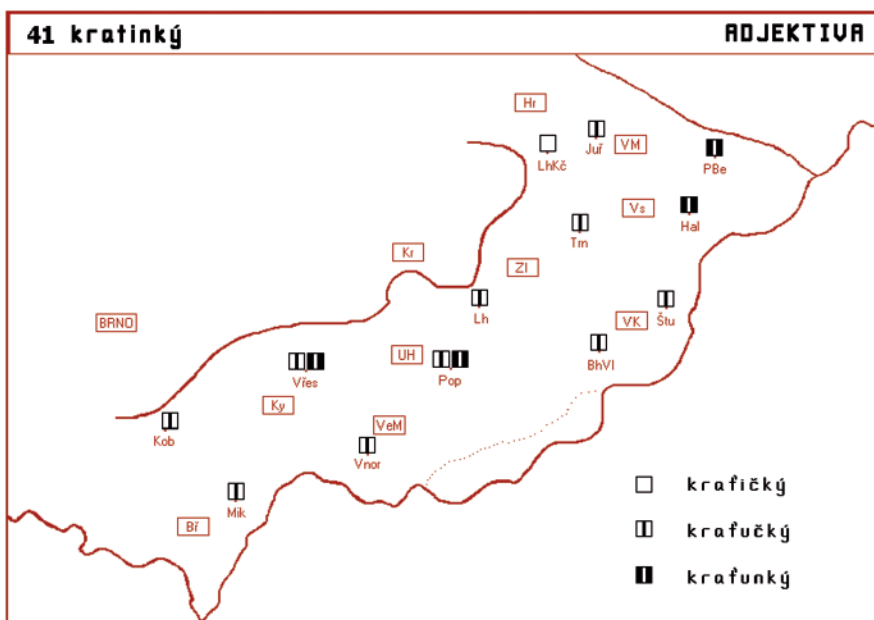 41 kratinký ADJEKTIVA
Hr
Juř
VM
LhKč
PBe
Vs
Hal
Trn
Kr
Zl
Lh
BRNO
VK
Štu
UH
BhVl
Vřes
Pop
Ky
Kob
VeM
Vnor
Mik
Bř
kraťičký
kraťučký
kraťunký